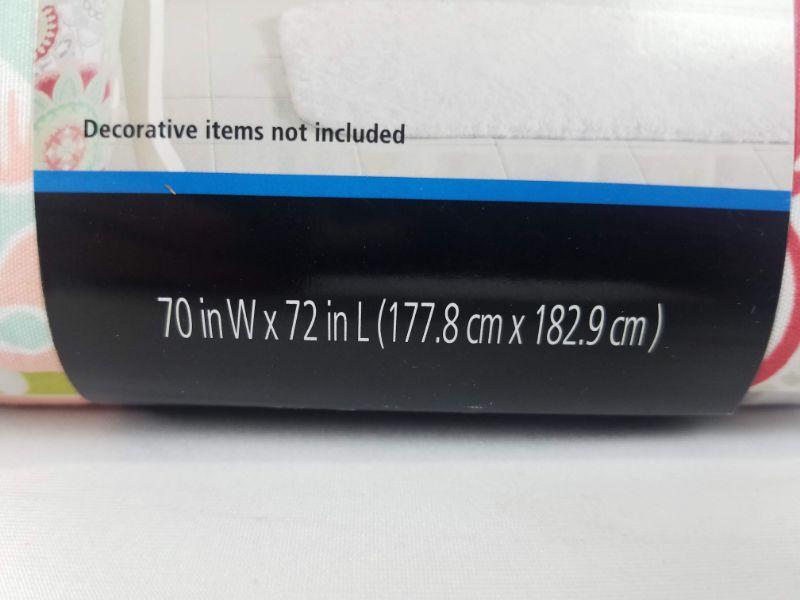 Decorative items not included
70 in W x 72 in L (177.8 cm x 182.9 cm)